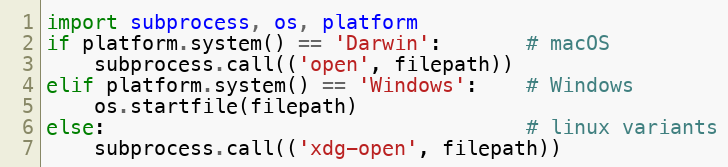 1 import subprocess, os, platform
2 if platform.system() == 'Darwin':       # macOS
3     subprocess.call(('open', filepath))
4 elif platform.system() == 'Windows':    # Windows
5     os.startfile(filepath)
6 else:                                   # linux variants
7     subprocess.call(('xdg-open', filepath))